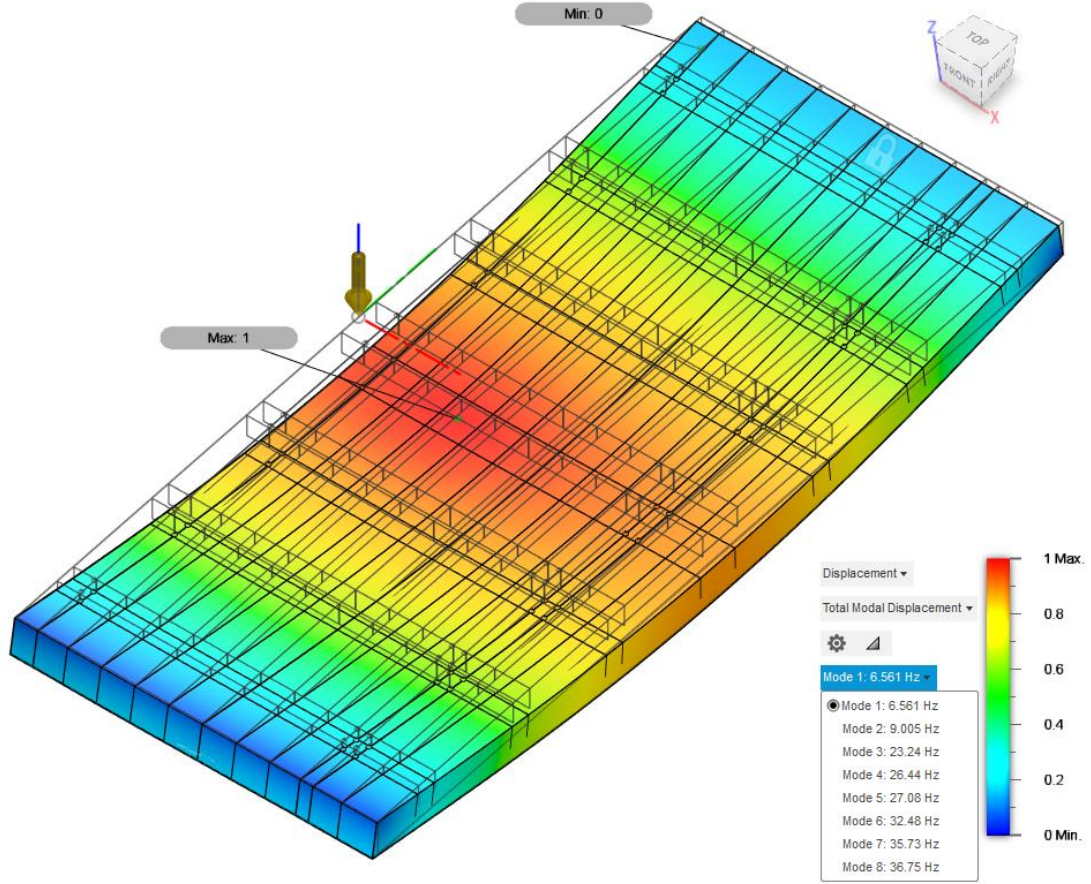 Min: 0
Z
TOP
FRONT
RIGHT
X
Max: 1
Displacement
Total Modal Displacement
Mode 1: 6.561 Hz
Mode 1: 6.561 Hz
Mode 2: 9.005 Hz
Mode 3: 23.24 Hz
Mode 4: 26.44 Hz
Mode 5: 27.08 Hz
Mode 6: 32.48 Hz
Mode 7: 35.73 Hz
Mode 8: 36.75 Hz
1 Max.
0.8
0.6
0.4
0.2
0 Min.